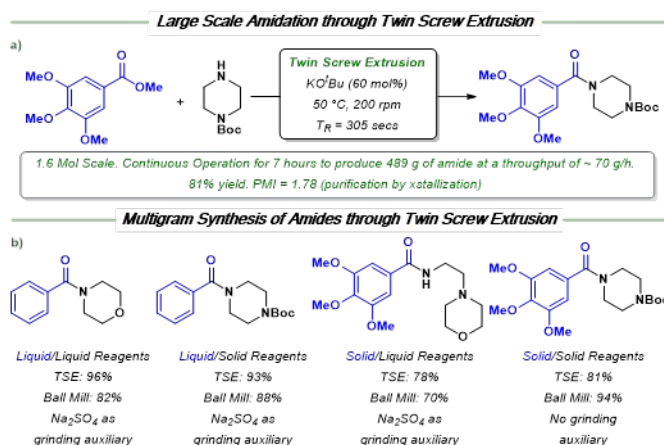 Large Scale Amidation through Twin Screw Extrusion
a)
MeO
MeO
OMe
O
OMe
+
H
N
N
Boc
Twin Screw Extrusion
KOᵗBu (60 mol%)
50 °C, 200 rpm
T_R = 305 secs
MeO
MeO
OMe
O
N
N
Boc
1.6 Mol Scale. Continuous Operation for 7 hours to produce 489 g of amide at a throughput of ~ 70 g/h.
81% yield. PMI = 1.78 (purification by xstallization)
Multigram Synthesis of Amides through Twin Screw Extrusion
b)
O
N
O
Liquid/Liquid Reagents
TSE: 96%
Ball Mill: 82%
Na₂SO₄ as
grinding auxiliary
O
N
N
Boc
Liquid/Solid Reagents
TSE: 93%
Ball Mill: 88%
Na₂SO₄ as
grinding auxiliary
MeO
MeO
OMe
O
H
N
N
O
Solid/Liquid Reagents
TSE: 78%
Ball Mill: 70%
Na₂SO₄ as
grinding auxiliary
MeO
MeO
OMe
O
N
N
Boc
Solid/Solid Reagents
TSE: 81%
Ball Mill: 94%
No grinding
auxiliary